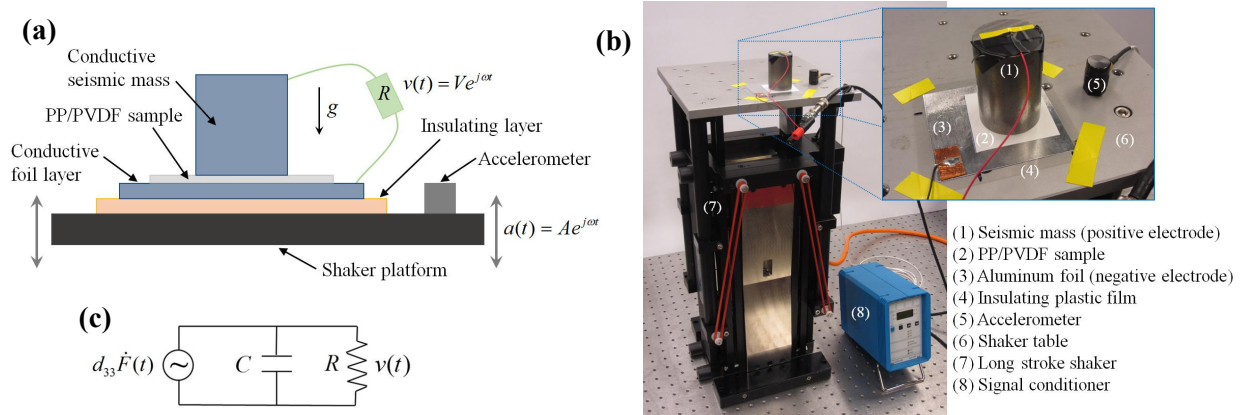 (a)
Conductive
seismic mass
PP/PVDF sample
Conductive
foil layer
g
R
v(t) = Ve^{jωt}
Insulating layer
Accelerometer
a(t) = Ae^{jωt}
Shaker platform
(b)
(1)
(2)
(3)
(4)
(5)
(6)
(7)
(8)
(1) Seismic mass (positive electrode)
(2) PP/PVDF sample
(3) Aluminum foil (negative electrode)
(4) Insulating plastic film
(5) Accelerometer
(6) Shaker table
(7) Long stroke shaker
(8) Signal conditioner
(c)
d₃₃Ḟ(t)
C
R
v(t)